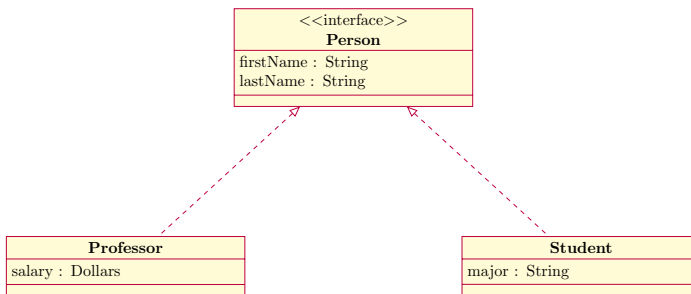 <<interface>>
Person
firstName : String
lastName : String
Professor
salary : Dollars
Student
major : String